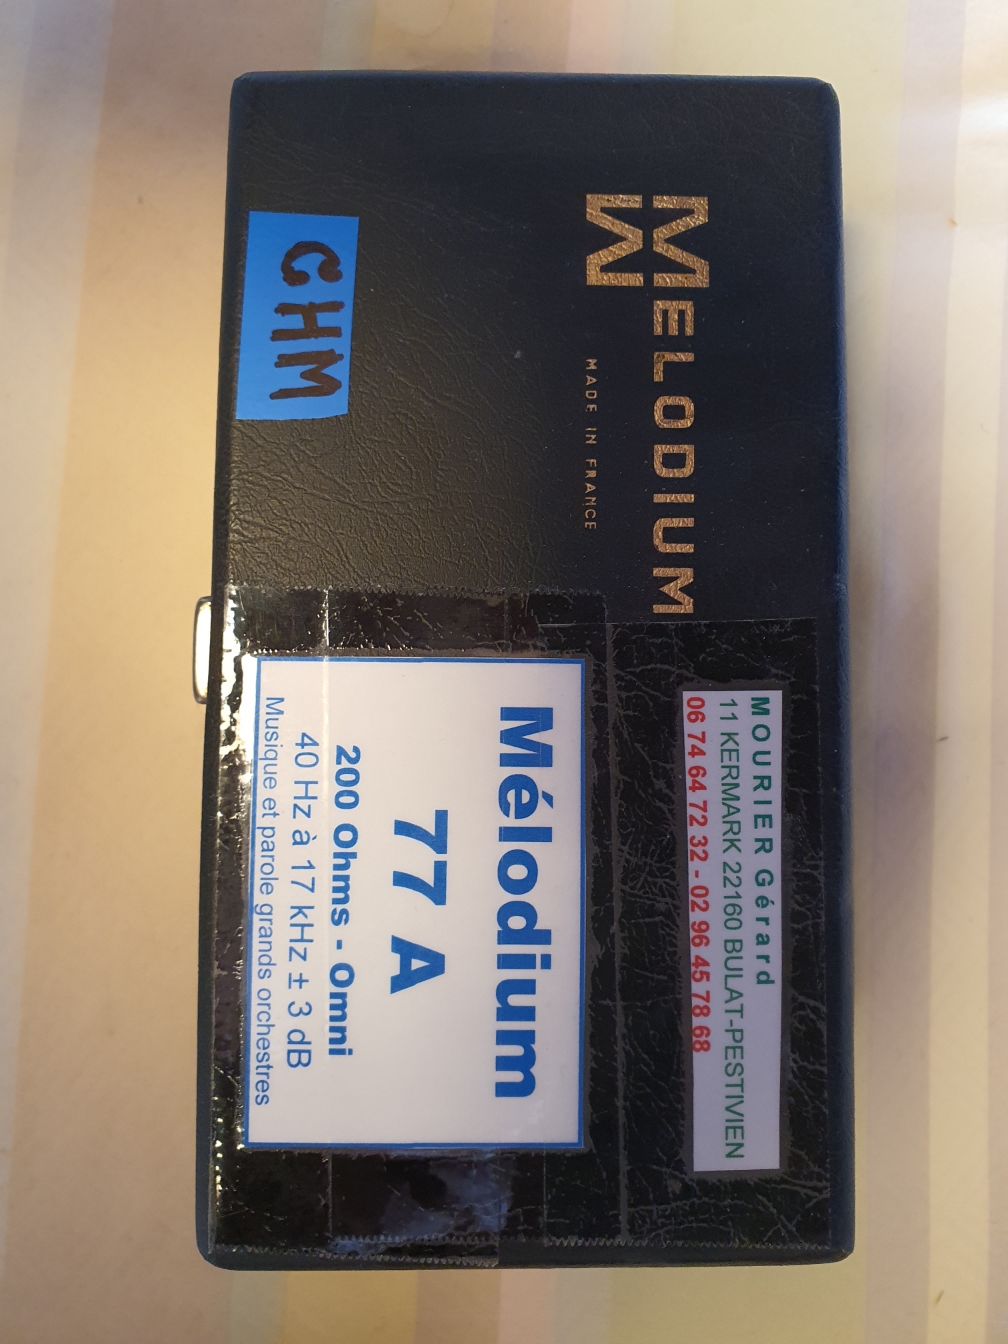 MELODIUM
M
MADE IN FRANCE
CHM
MOURIER Gérard
11 KERMARK 22160 BULAT-PESTIVIEN
06 74 64 72 32 - 02 96 45 78 68
Mélodium
77 A
200 Ohms - Omni
40 Hz à 17 kHz ± 3 dB
Musique et parole grands orchestres